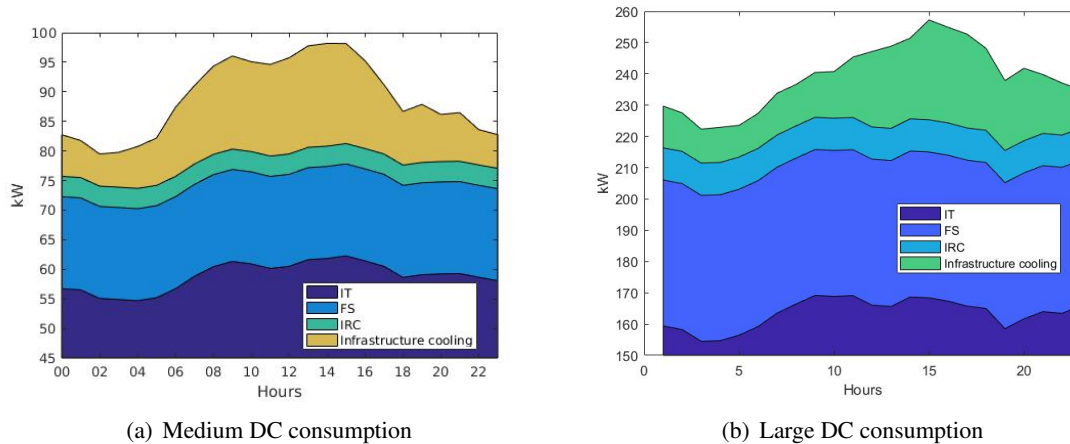 100
95
90
85
80
75
70
65
60
55
50
45
kW
00 02 04 06 08 10 12 14 16 18 20 22
Hours
IT
FS
IRC
Infrastructure cooling
(a) Medium DC consumption
260
250
240
230
220
210
200
190
180
170
160
150
kW
0 5 10 15 20
Hours
IT
FS
IRC
Infrastructure cooling
(b) Large DC consumption